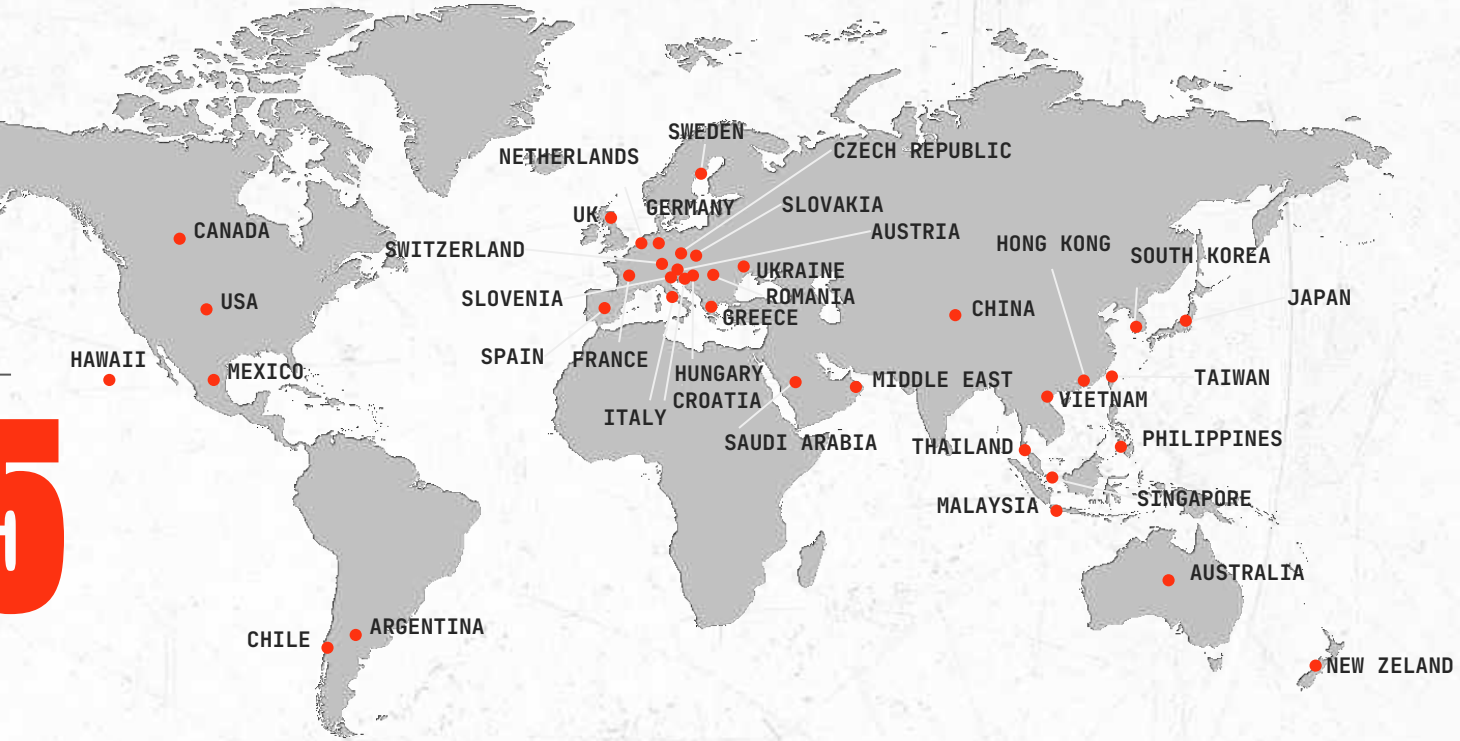 SWEDEN
NETHERLANDS
CZECH REPUBLIC
UK
GERMANY
SLOVAKIA
CANADA
SWITZERLAND
AUSTRIA
HONG KONG
SOUTH KOREA
UKRAINE
USA
SLOVENIA
ROMANIA
JAPAN
GREECE
CHINA
HAWAII
MEXICO
SPAIN
FRANCE
HUNGARY
MIDDLE EAST
TAIWAN
CROATIA
VIETNAM
ITALY
SAUDI ARABIA
THAILAND
PHILIPPINES
MALAYSIA
SINGAPORE
5
AUSTRALIA
CHILE
ARGENTINA
NEW ZELAND